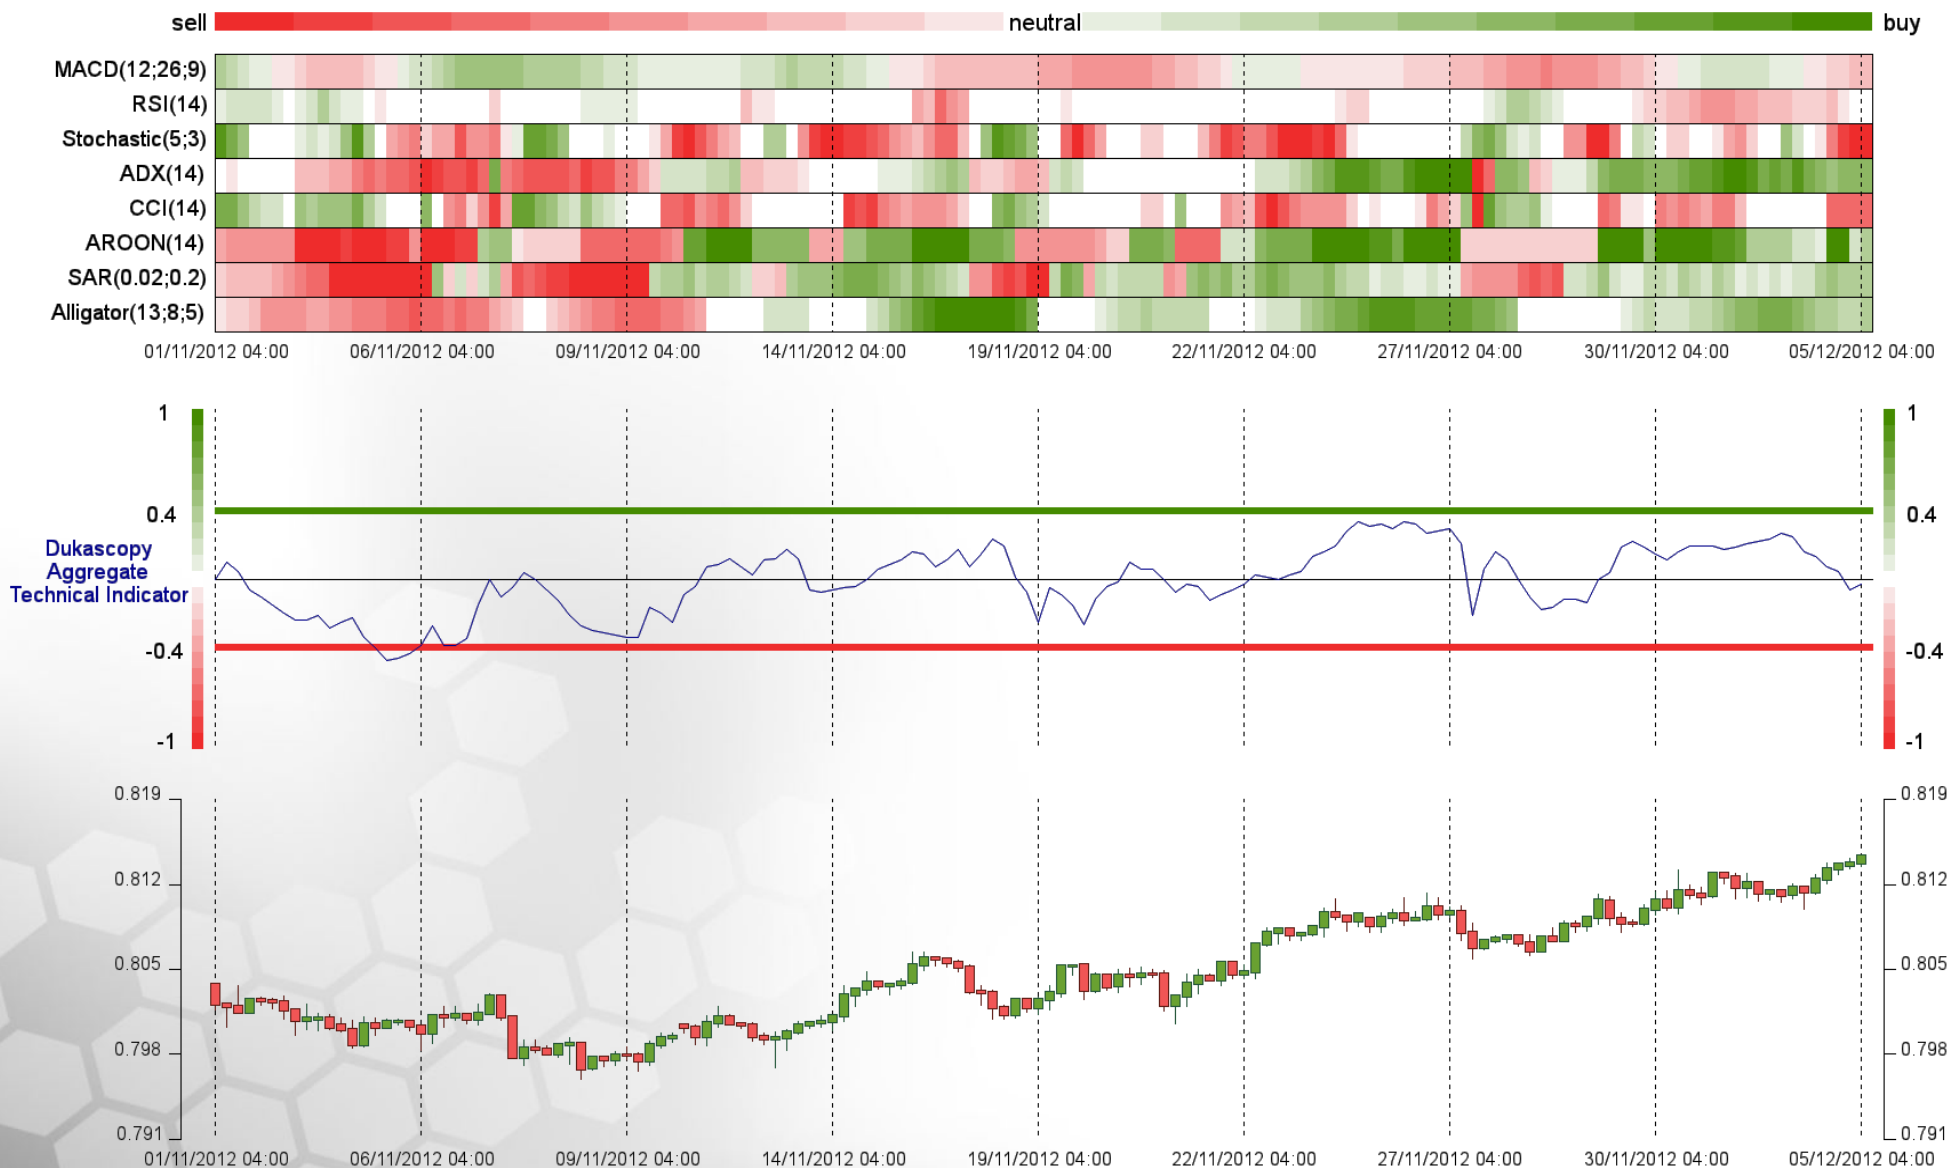 sell neutral buy
MACD(12;26;9)
RSI(14)
Stochastic(5;3)
ADX(14)
CCI(14)
AROON(14)
SAR(0.02;0.2)
Alligator(13;8;5)
01/11/2012 04:00 06/11/2012 04:00 09/11/2012 04:00 14/11/2012 04:00 19/11/2012 04:00 22/11/2012 04:00 27/11/2012 04:00 30/11/2012 04:00 05/12/2012 04:00
1 1
0.4 0.4
Dukascopy
Aggregate
Technical Indicator
-0.4 -0.4
-1 -1
0.819 0.819
0.812 0.812
0.805 0.805
0.798 0.798
0.791 0.791
01/11/2012 04:00 06/11/2012 04:00 09/11/2012 04:00 14/11/2012 04:00 19/11/2012 04:00 22/11/2012 04:00 27/11/2012 04:00 30/11/2012 04:00 05/12/2012 04:00